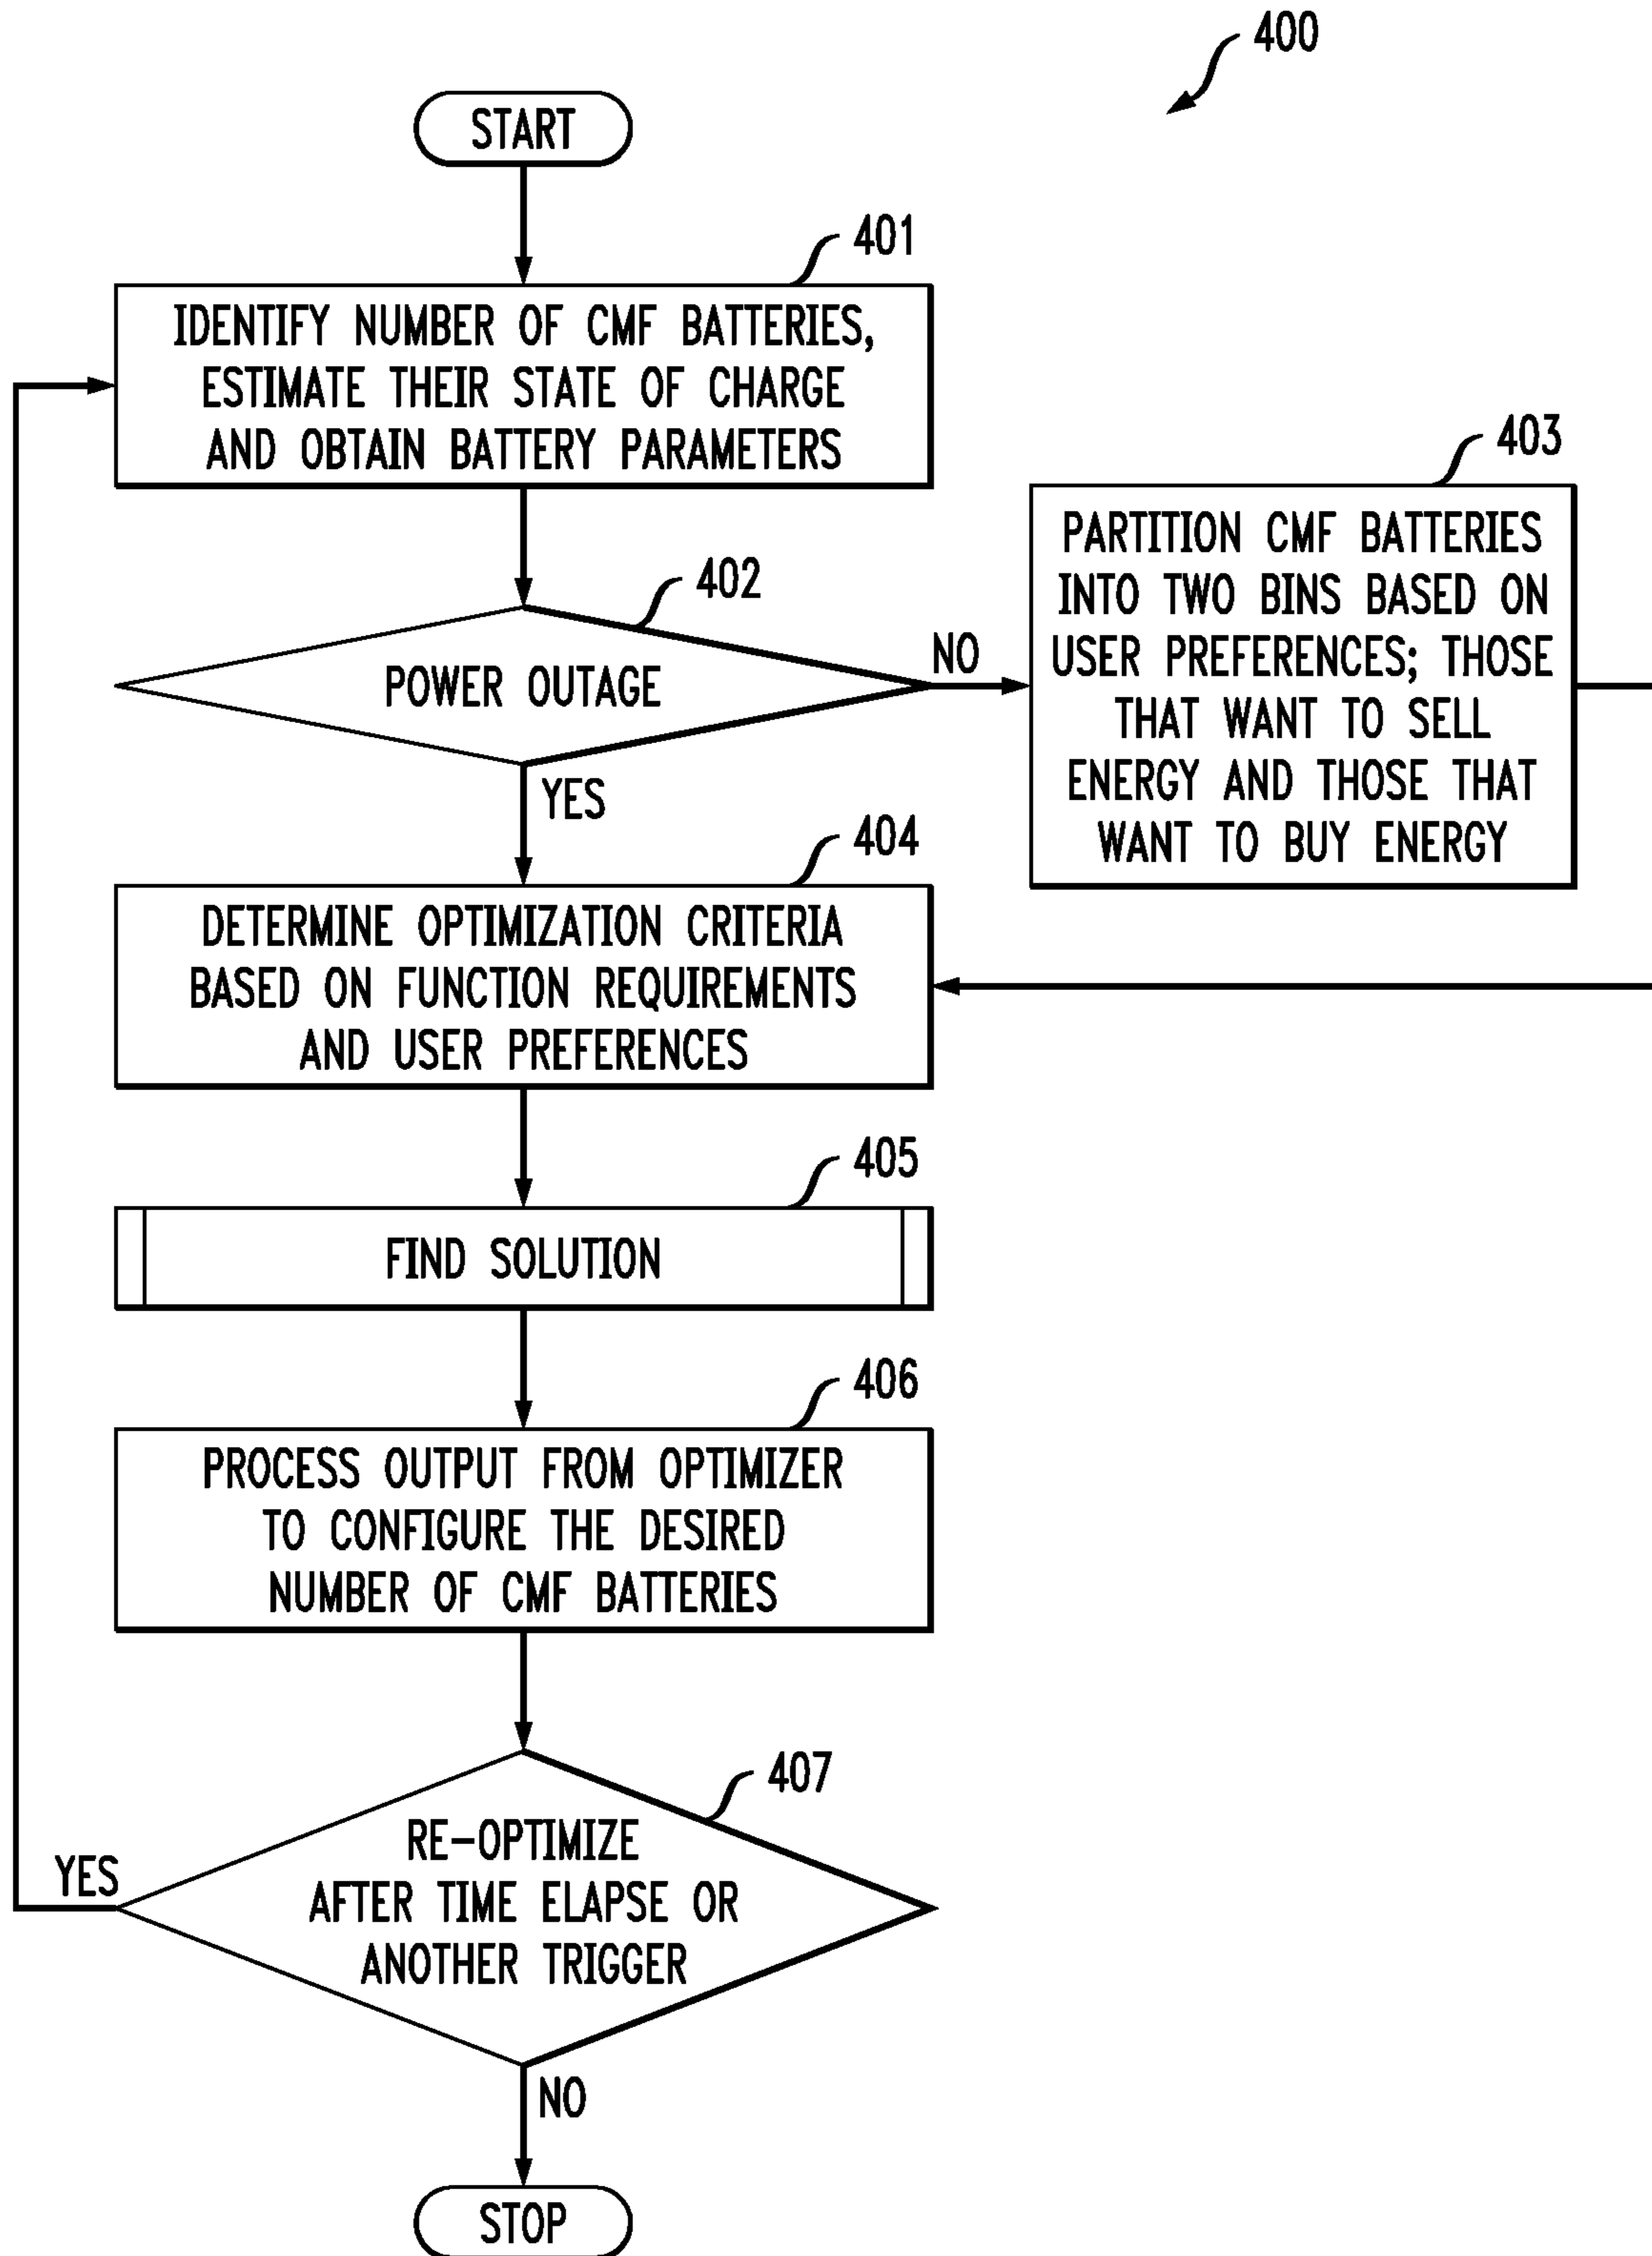 400
START
401
IDENTIFY NUMBER OF CMF BATTERIES,
ESTIMATE THEIR STATE OF CHARGE
AND OBTAIN BATTERY PARAMETERS
402
POWER OUTAGE
NO
403
PARTITION CMF BATTERIES
INTO TWO BINS BASED ON
USER PREFERENCES; THOSE
THAT WANT TO SELL
ENERGY AND THOSE THAT
WANT TO BUY ENERGY
YES
404
DETERMINE OPTIMIZATION CRITERIA
BASED ON FUNCTION REQUIREMENTS
AND USER PREFERENCES
405
FIND SOLUTION
406
PROCESS OUTPUT FROM OPTIMIZER
TO CONFIGURE THE DESIRED
NUMBER OF CMF BATTERIES
407
RE-OPTIMIZE
AFTER TIME ELAPSE OR
ANOTHER TRIGGER
YES
NO
STOP